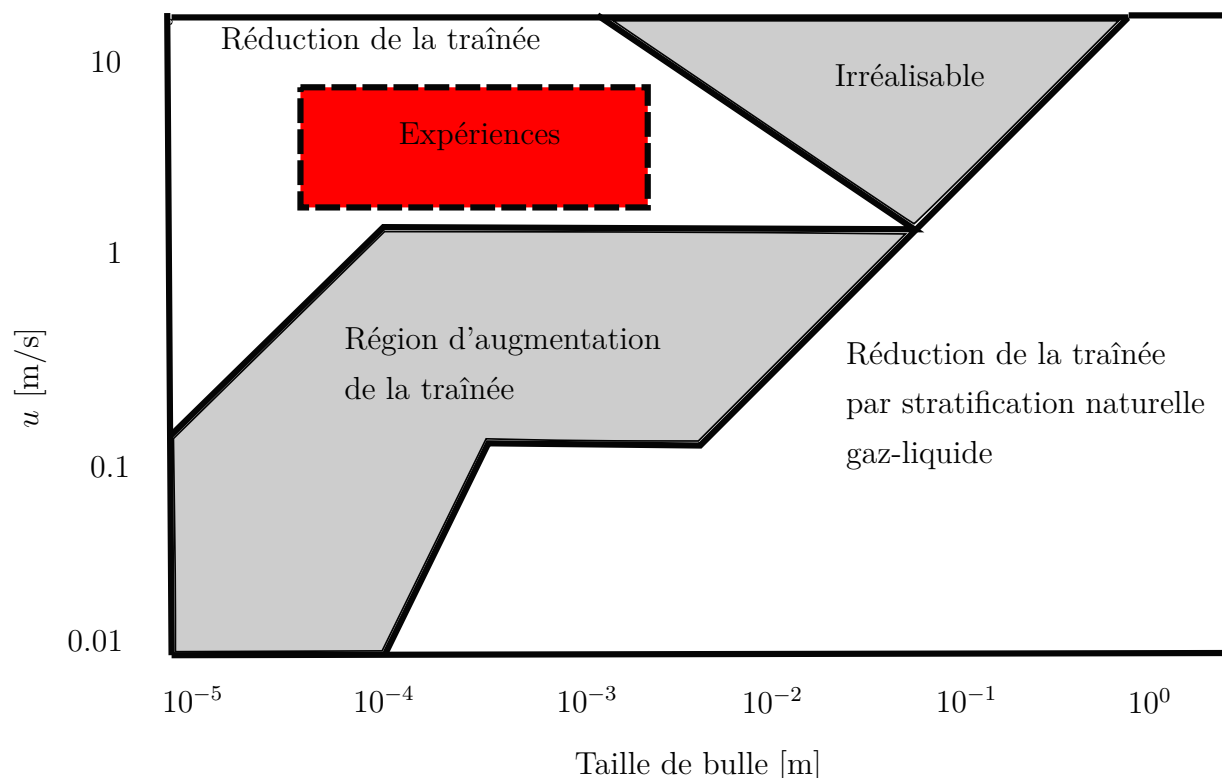 Réduction de la traînée
10
Irréalisable
Expériences
1
Région d'augmentation
de la traînée
Réduction de la traînée
par stratification naturelle
gaz-liquide
u [m/s]
0.1
0.01
10⁻⁵ 10⁻⁴ 10⁻³ 10⁻² 10⁻¹ 10⁰
Taille de bulle [m]